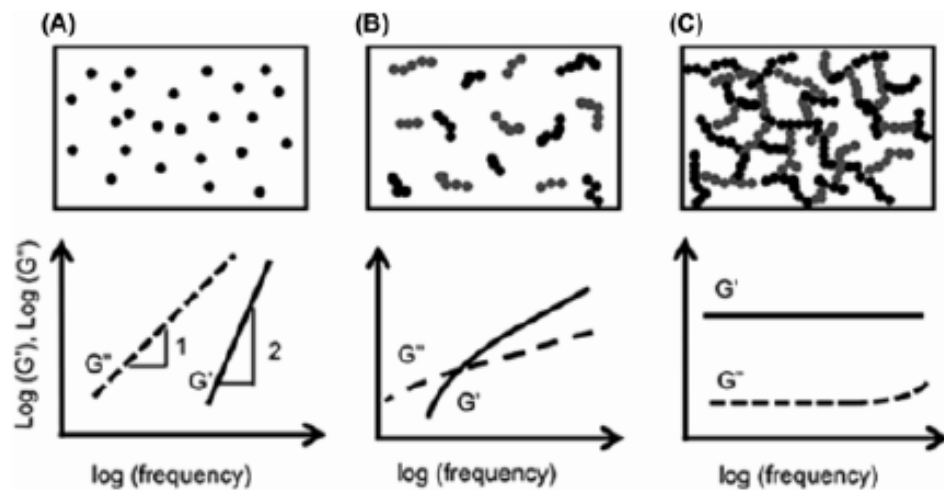 (A)
(B)
(C)
Log (G'), Log (G'')
G''
1
G'
2
log (frequency)
G''
G'
log (frequency)
G'
G''
log (frequency)